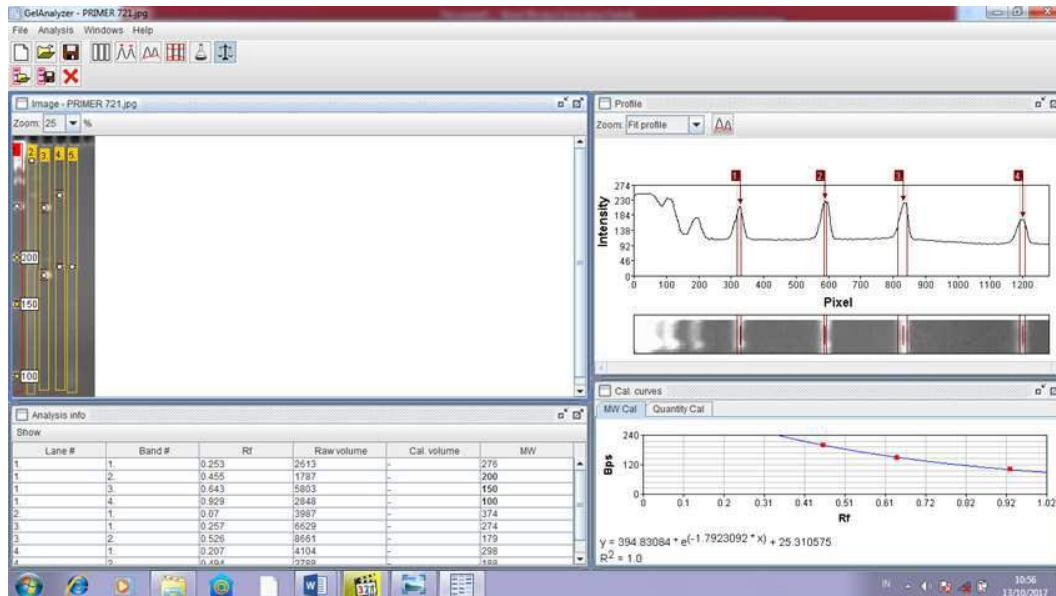 GelAnalyzer - PRIMER 721.jpg
File Analysis Windows Help
Image - PRIMER 721.jpg
Zoom: 25 %
2. 3. 4. 5.
200
150
100
Profile
Zoom: Fit profile
1. 2. 3. 4.
Intensity
274
230
184
138
92
46
0
0 100 200 300 400 500 600 700 800 900 1000 1100 1200
Pixel
Analysis info
Show
Lane # Band # Rf Raw volume Cal. volume MW
1. 1. 0.253 2613 - 276
1. 2. 0.455 1787 - 200
1. 3. 0.643 5803 - 150
1. 4. 0.929 2848 - 100
2. 1. 0.07 3987 - 374
3. 1. 0.257 6629 - 274
3. 2. 0.526 8661 - 179
4. 1. 0.207 4104 - 298
4. 2. 0.494 2788 - 188
Cal. curves
MW Cal Quantity Cal
Bps
240
120
0
0 0.1 0.2 0.31 0.41 0.51 0.61 0.72 0.82 0.92 1.02
Rf
y = 394.83084 * e(-1.7923092 * x) + 25.310575
R2 = 1.0
IN
10:56
13/10/2017